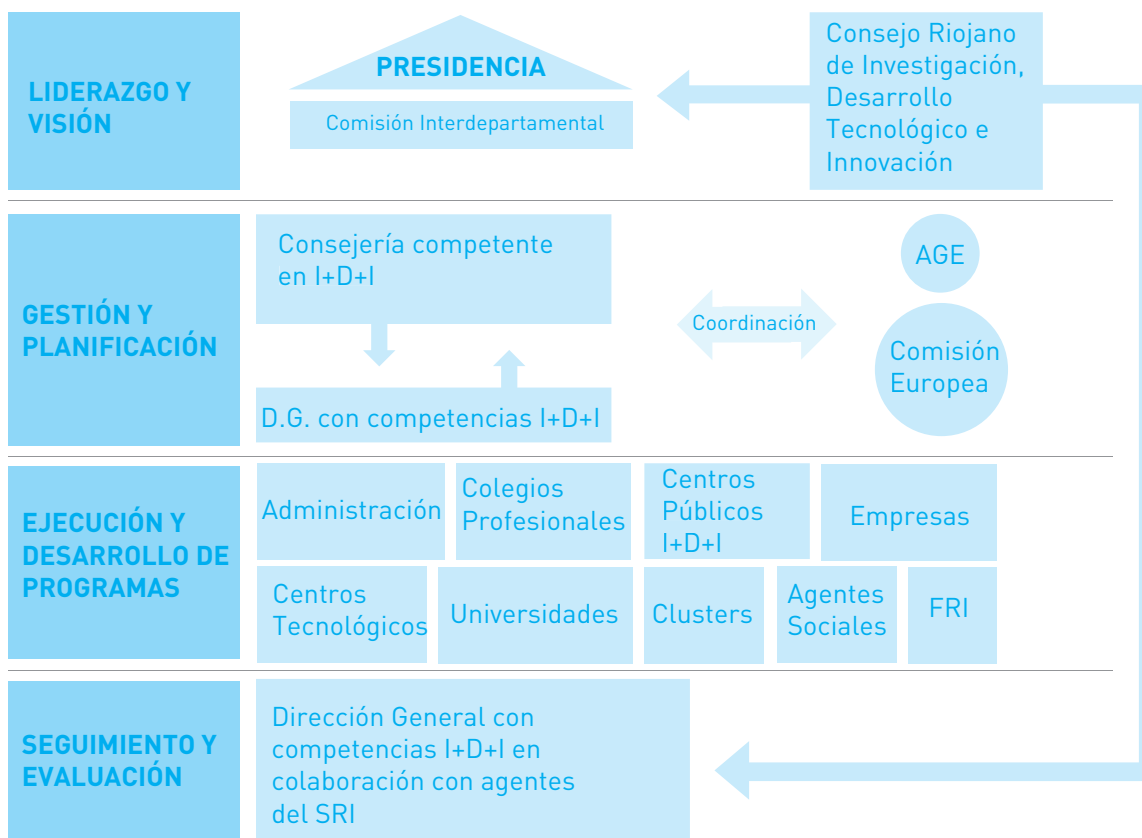 LIDERAZGO Y
VISIÓN
PRESIDENCIA
Comisión Interdepartamental
Consejo Riojano
de Investigación,
Desarrollo
Tecnológico e
Innovación
GESTIÓN Y
PLANIFICACIÓN
Consejería competente
en I+D+I
D.G. con competencias I+D+I
Coordinación
AGE
Comisión
Europea
EJECUCIÓN Y
DESARROLLO DE
PROGRAMAS
Administración
Colegios
Profesionales
Centros
Públicos
I+D+I
Empresas
Centros
Tecnológicos
Universidades
Clusters
Agentes
Sociales
FRI
SEGUIMIENTO Y
EVALUACIÓN
Dirección General con
competencias I+D+I en
colaboración con agentes
del SRI